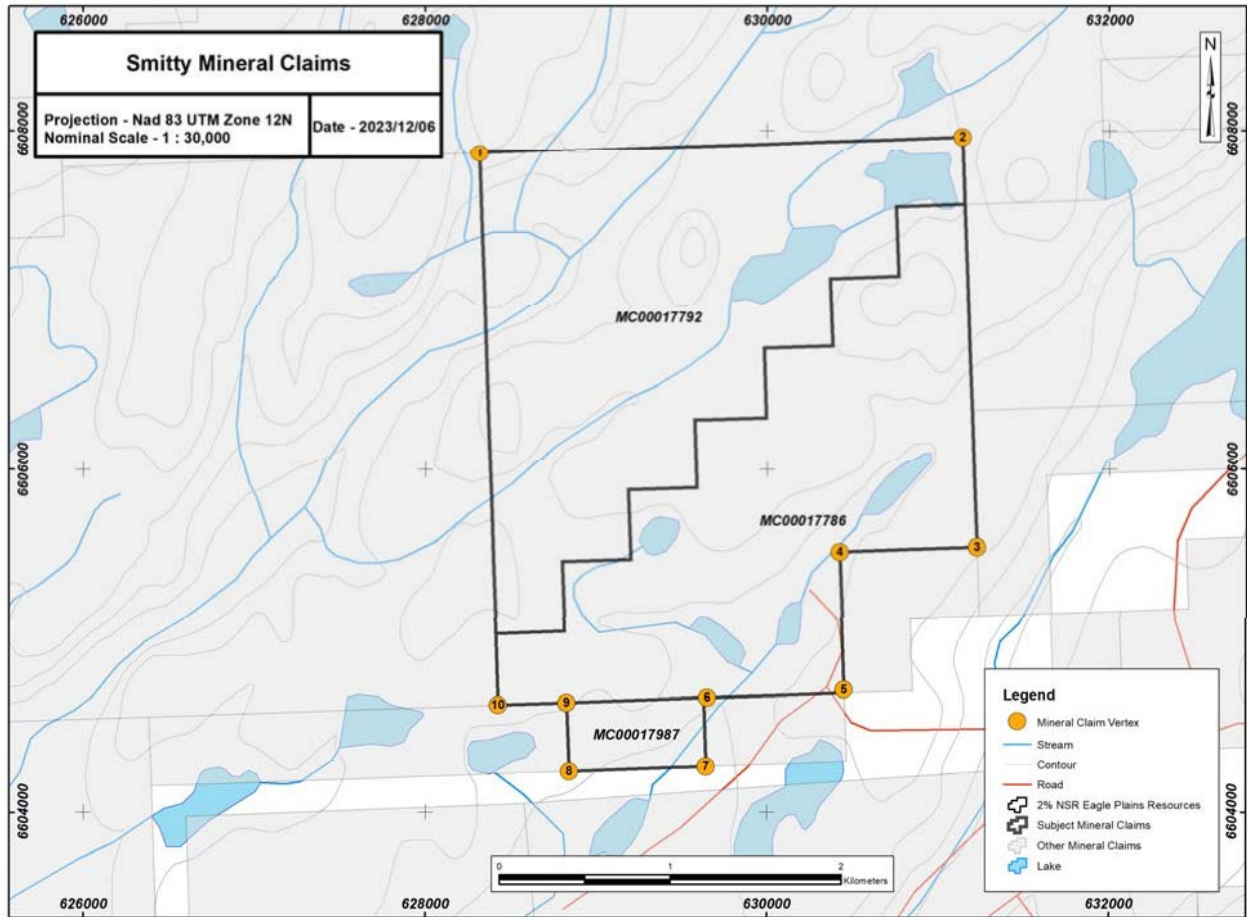 626000
628000
630000
632000
Smitty Mineral Claims
Projection - Nad 83 UTM Zone 12N
Nominal Scale - 1 : 30,000
Date - 2023/12/06
N
6608000
6608000
1
2
MC00017792
6606000
6606000
MC00017786
4
3
5
10
9
6
MC00017987
8
7
6604000
6604000
Legend
Mineral Claim Vertex
Stream
Contour
Road
2% NSR Eagle Plains Resources
Subject Mineral Claims
Other Mineral Claims
Lake
0
1
2
Kilometers
626000
628000
630000
632000